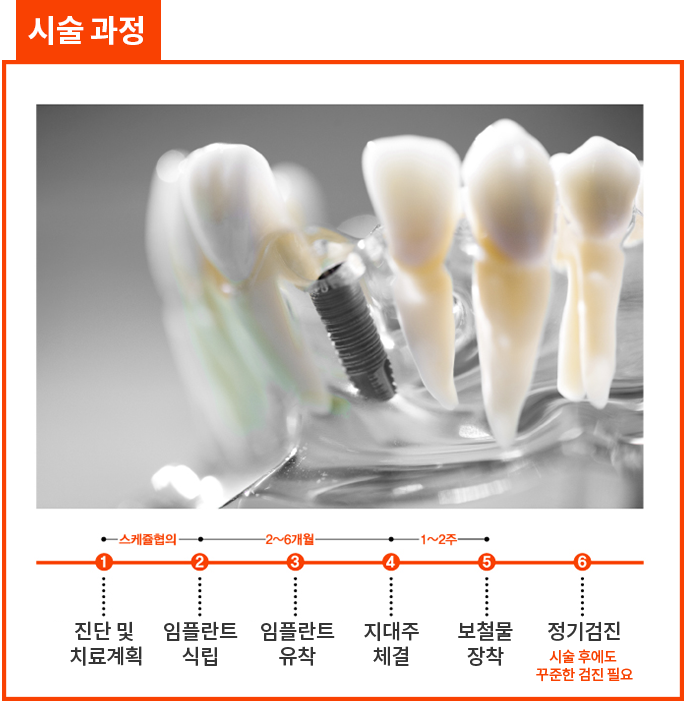 시술 과정
스케쥴협의 2~6개월 1~2주
1 2 3 4 5 6
진단 및 임플란트 임플란트 지대주 보철물 정기검진
치료계획 식립 유착 체결 장착
시술 후에도
꾸준한 검진 필요